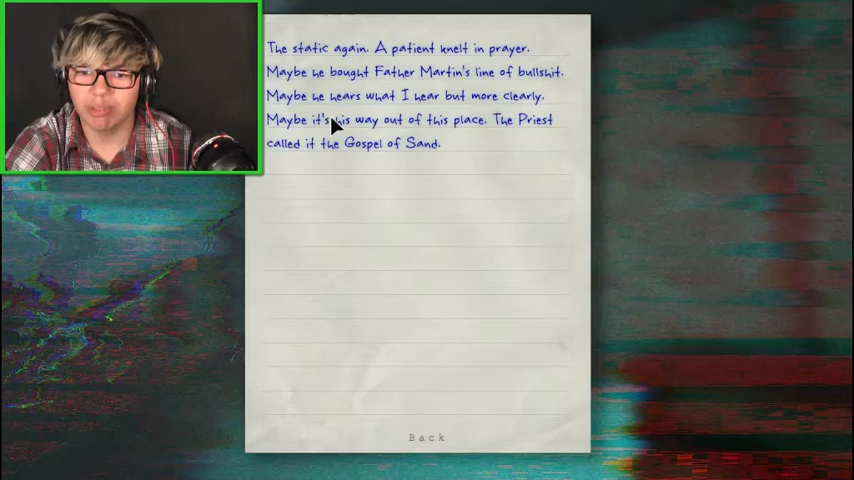 The static again. A patient knelt in prayer.
Maybe he bought Father Martin's line of bullshit.
Maybe he hears what I hear but more clearly.
Maybe it's his way out of this place. The Priest
called it the Gospel of Sand.
Back